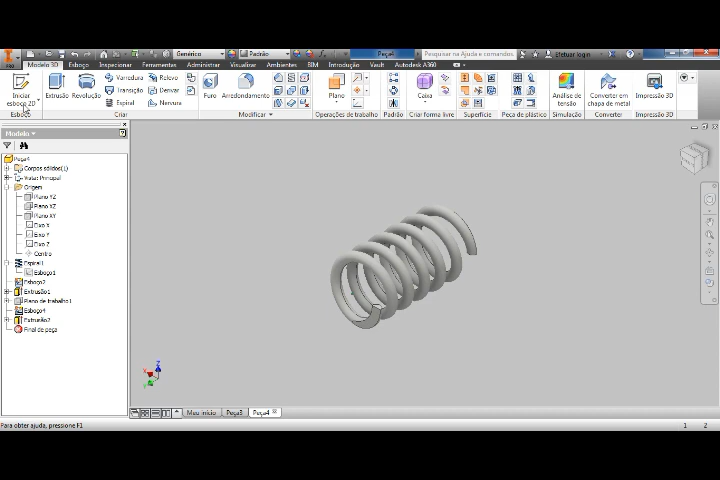 Genérico
Padrão
Peça4
Pesquisar na Ajuda e comandos
Efetuar login
PRO
Modelo 3D Esboço Inspecionar Ferramentas Administrar Visualizar Ambientes BIM Introdução Vault Autodesk A360
Iniciar esboço 2D
Extrusão
Revolução
Varredura
Transição
Espiral
Relevo
Derivar
Nervura
Furo
Arredondamento
Plano
Caixa
Análise de tensão
Converter em chapa de metal
Impressão 3D
Esboço Criar Modificar Operações de trabalho Padrão Criar forma livre Superfície Peça de plástico Simulação Converter Impressão 3D
Modelo
Peça4
Corpos sólidos(1)
Vista: Principal
Origem
Plano YZ
Plano XZ
Plano XY
Eixo X
Eixo Y
Eixo Z
Centro
Espiral1
Esboço1
Esboço2
Extrusão1
Plano de trabalho1
Esboço4
Extrusão2
Final de peça
Z
X
Y
Meu início Peça3 Peça4
Para obter ajuda, pressione F1
1 2